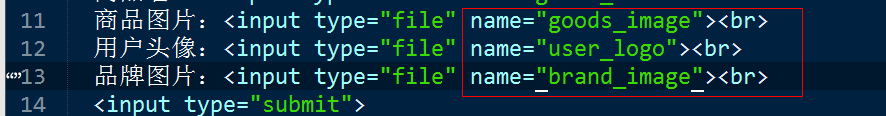 11 商品图片：<input type="file" name="goods_image"><br>
12 用户头像：<input type="file" name="user_logo"><br>
13 品牌图片：<input type="file" name="brand_image"><br>
14 <input type="submit">